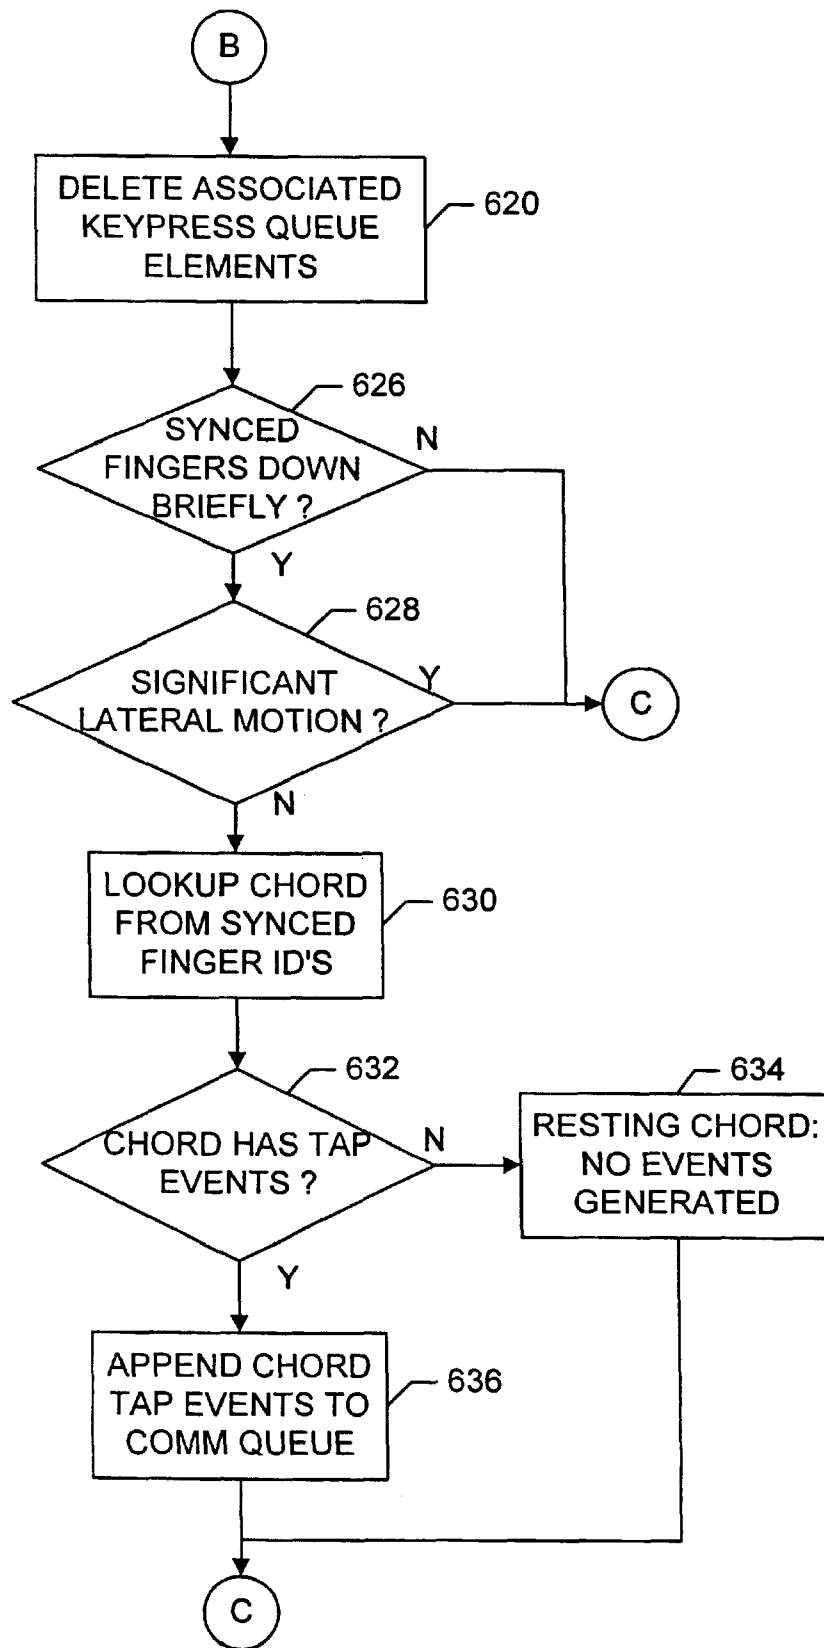 B
DELETE ASSOCIATED
KEYPRESS QUEUE
ELEMENTS
620
626
SYNCED
FINGERS DOWN
BRIEFLY ?
N
Y
628
SIGNIFICANT
LATERAL MOTION ?
Y
C
N
LOOKUP CHORD
FROM SYNCED
FINGER ID'S
630
632
CHORD HAS TAP
EVENTS ?
N
634
RESTING CHORD:
NO EVENTS
GENERATED
Y
APPEND CHORD
TAP EVENTS TO
COMM QUEUE
636
C